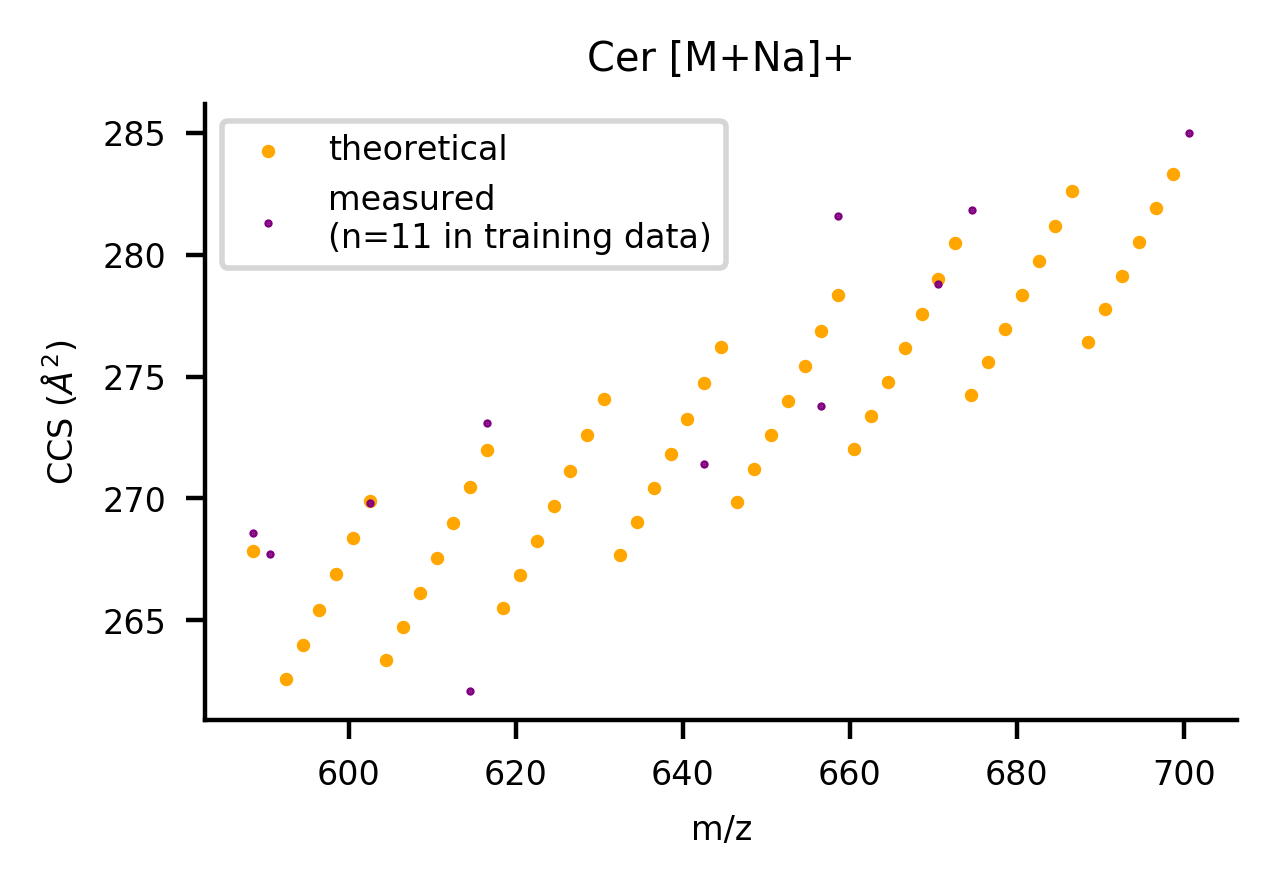 Cer [M+Na]+
theoretical
measured
(n=11 in training data)
285
280
275
270
265
CCS (Å²)
600 620 640 660 680 700
m/z